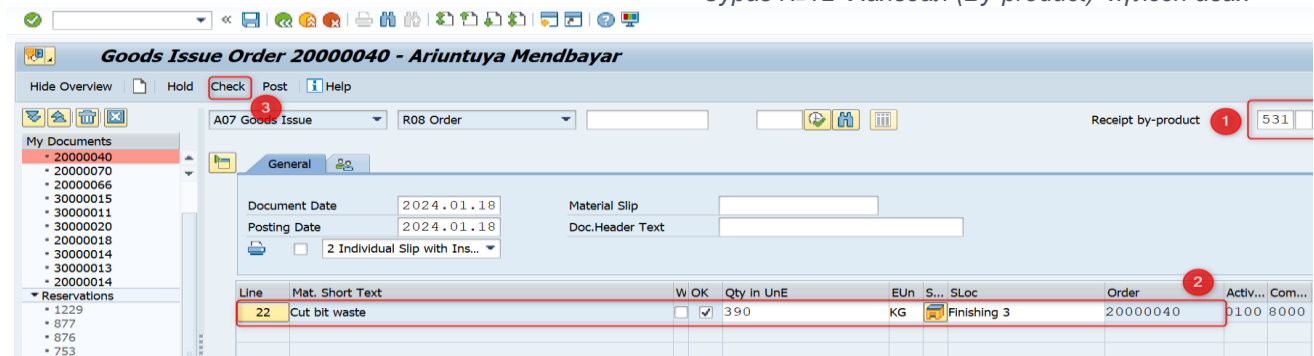 Goods Issue Order 20000040 - Ariuntuya Mendbayar
Hide Overview Hold Check Post Help
3
A07 Goods Issue R08 Order Receipt by-product 1 531
My Documents
20000040
20000070
20000066
30000015
30000011
30000020
20000018
30000014
30000013
20000014
Reservations
1229
877
876
753
General
Document Date 2024.01.18 Material Slip
Posting Date 2024.01.18 Doc.Header Text
2 Individual Slip with Ins...
2
Line Mat. Short Text W OK Qty in UnE EUn S... SLoc Order Activ... Com...
22 Cut bit waste 390 KG Finishing 3 20000040 0100 8000